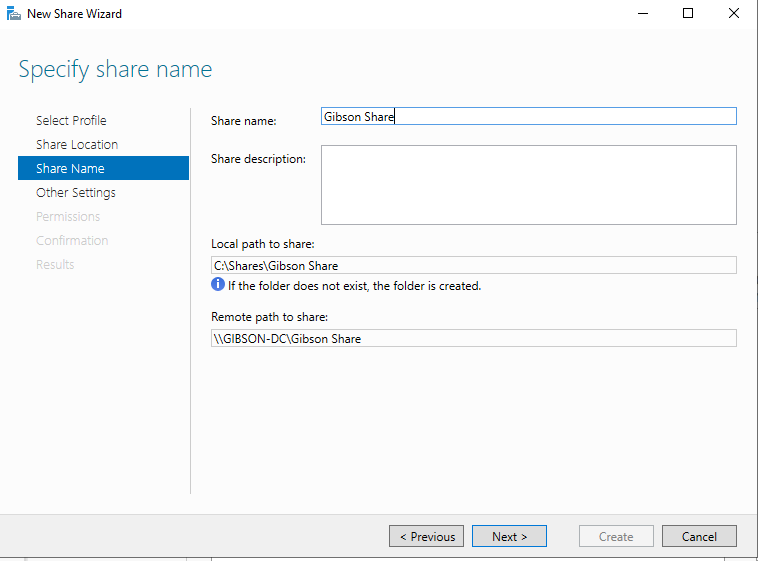 New Share Wizard
Specify share name
Select Profile
Share Location
Share Name
Other Settings
Permissions
Confirmation
Results
Share name:
Gibson Share
Share description:
Local path to share:
C:\Shares\Gibson Share
If the folder does not exist, the folder is created.
Remote path to share:
\\GIBSON-DC\Gibson Share
< Previous
Next >
Create
Cancel